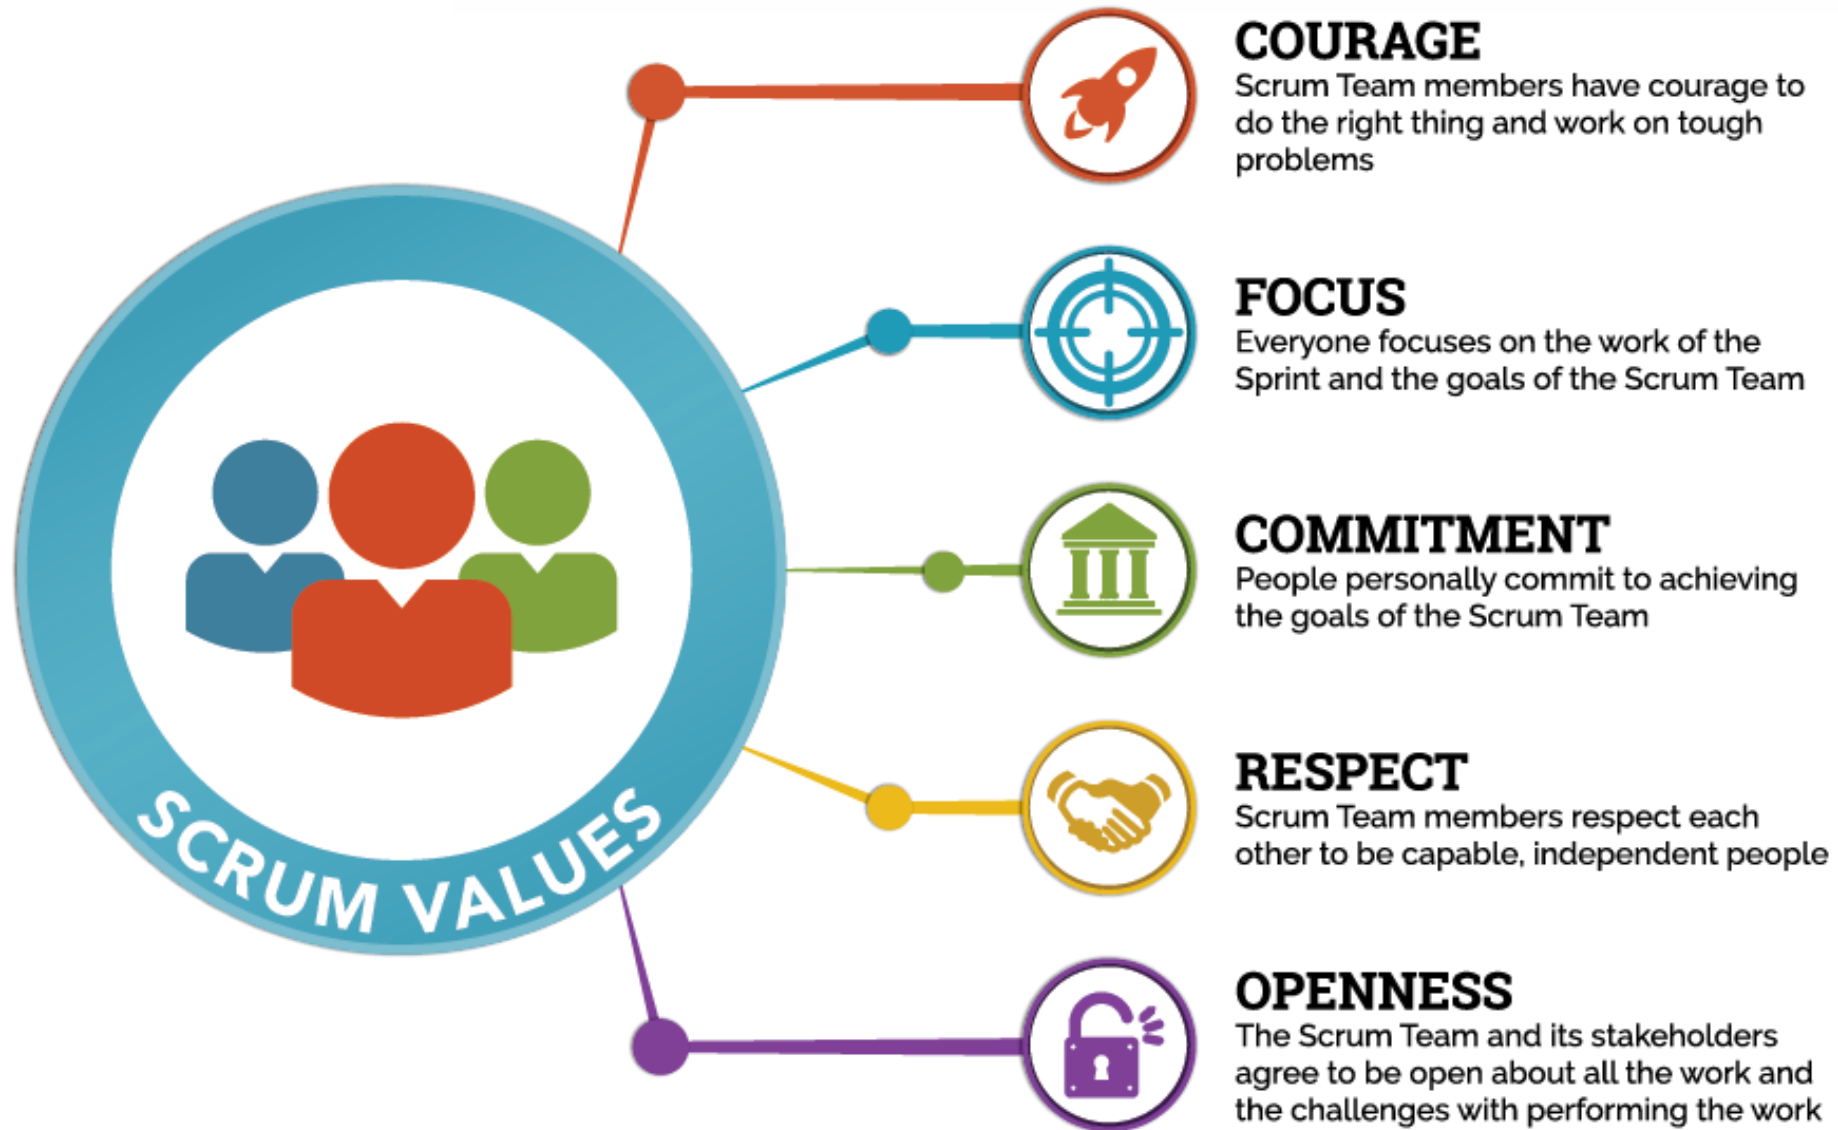 COURAGE
Scrum Team members have courage to
do the right thing and work on tough
problems
FOCUS
Everyone focuses on the work of the
Sprint and the goals of the Scrum Team
COMMITMENT
People personally commit to achieving
the goals of the Scrum Team
RESPECT
Scrum Team members respect each
other to be capable, independent people
OPENNESS
The Scrum Team and its stakeholders
agree to be open about all the work and
the challenges with performing the work
SCRUM VALUES